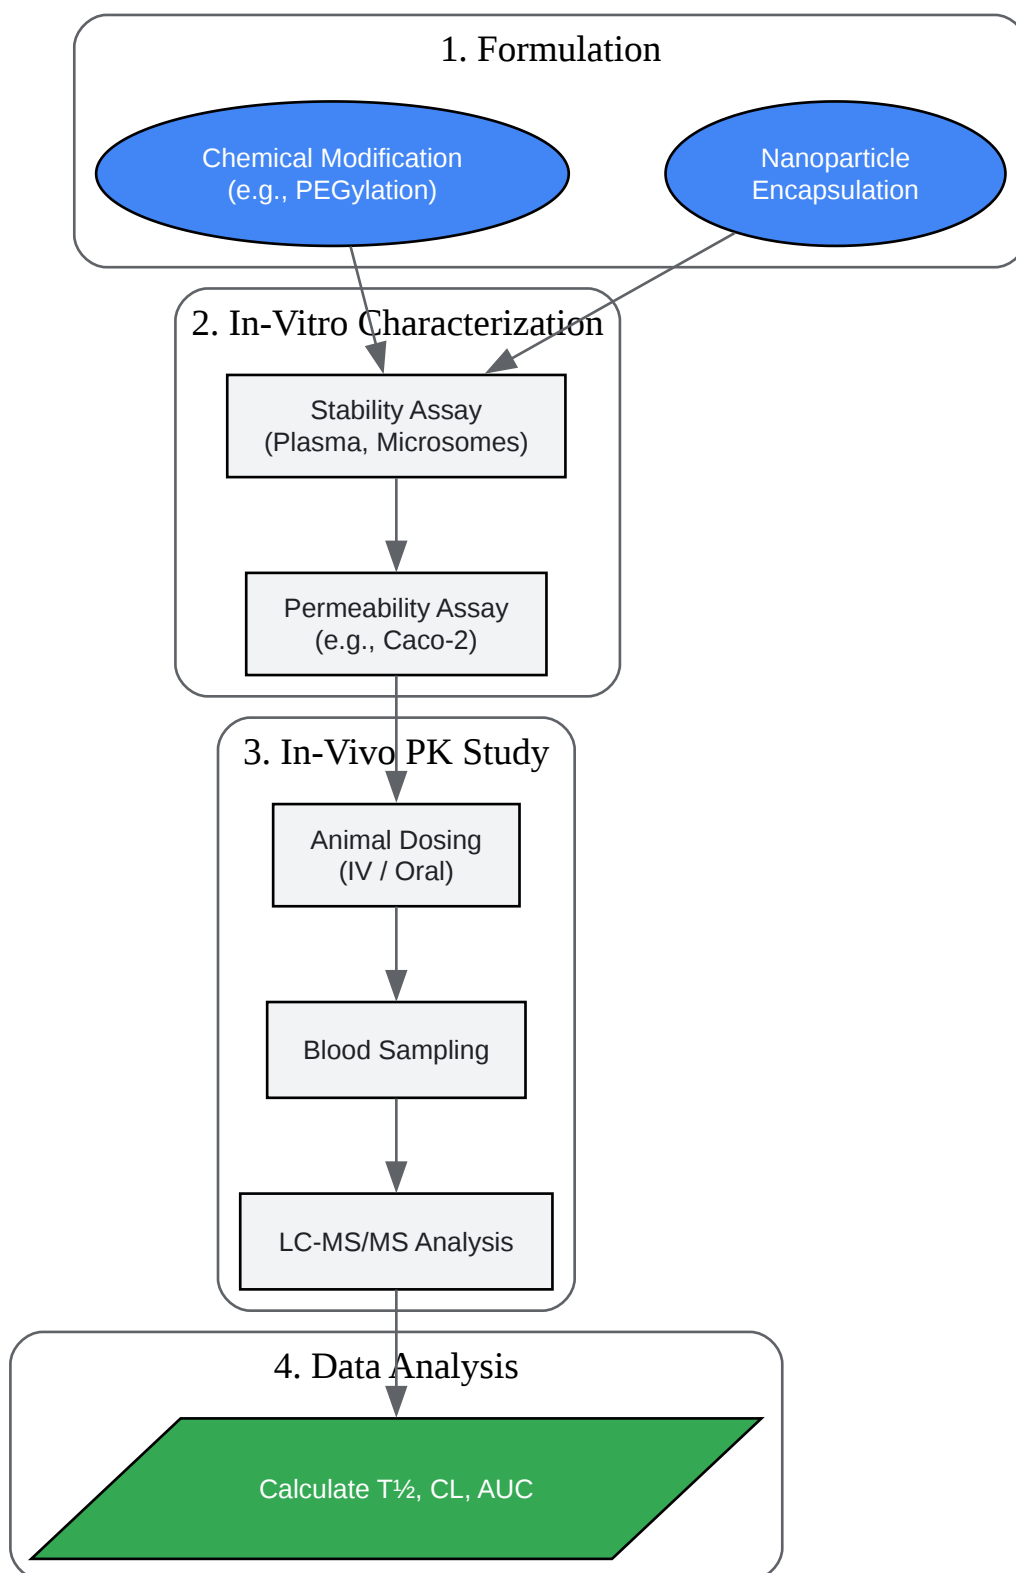 1. Formulation
Chemical Modification
(e.g., PEGylation)
Nanoparticle
Encapsulation
2. In-Vitro Characterization
Stability Assay
(Plasma, Microsomes)
Permeability Assay
(e.g., Caco-2)
3. In-Vivo PK Study
Animal Dosing
(IV / Oral)
Blood Sampling
LC-MS/MS Analysis
4. Data Analysis
Calculate T½, CL, AUC